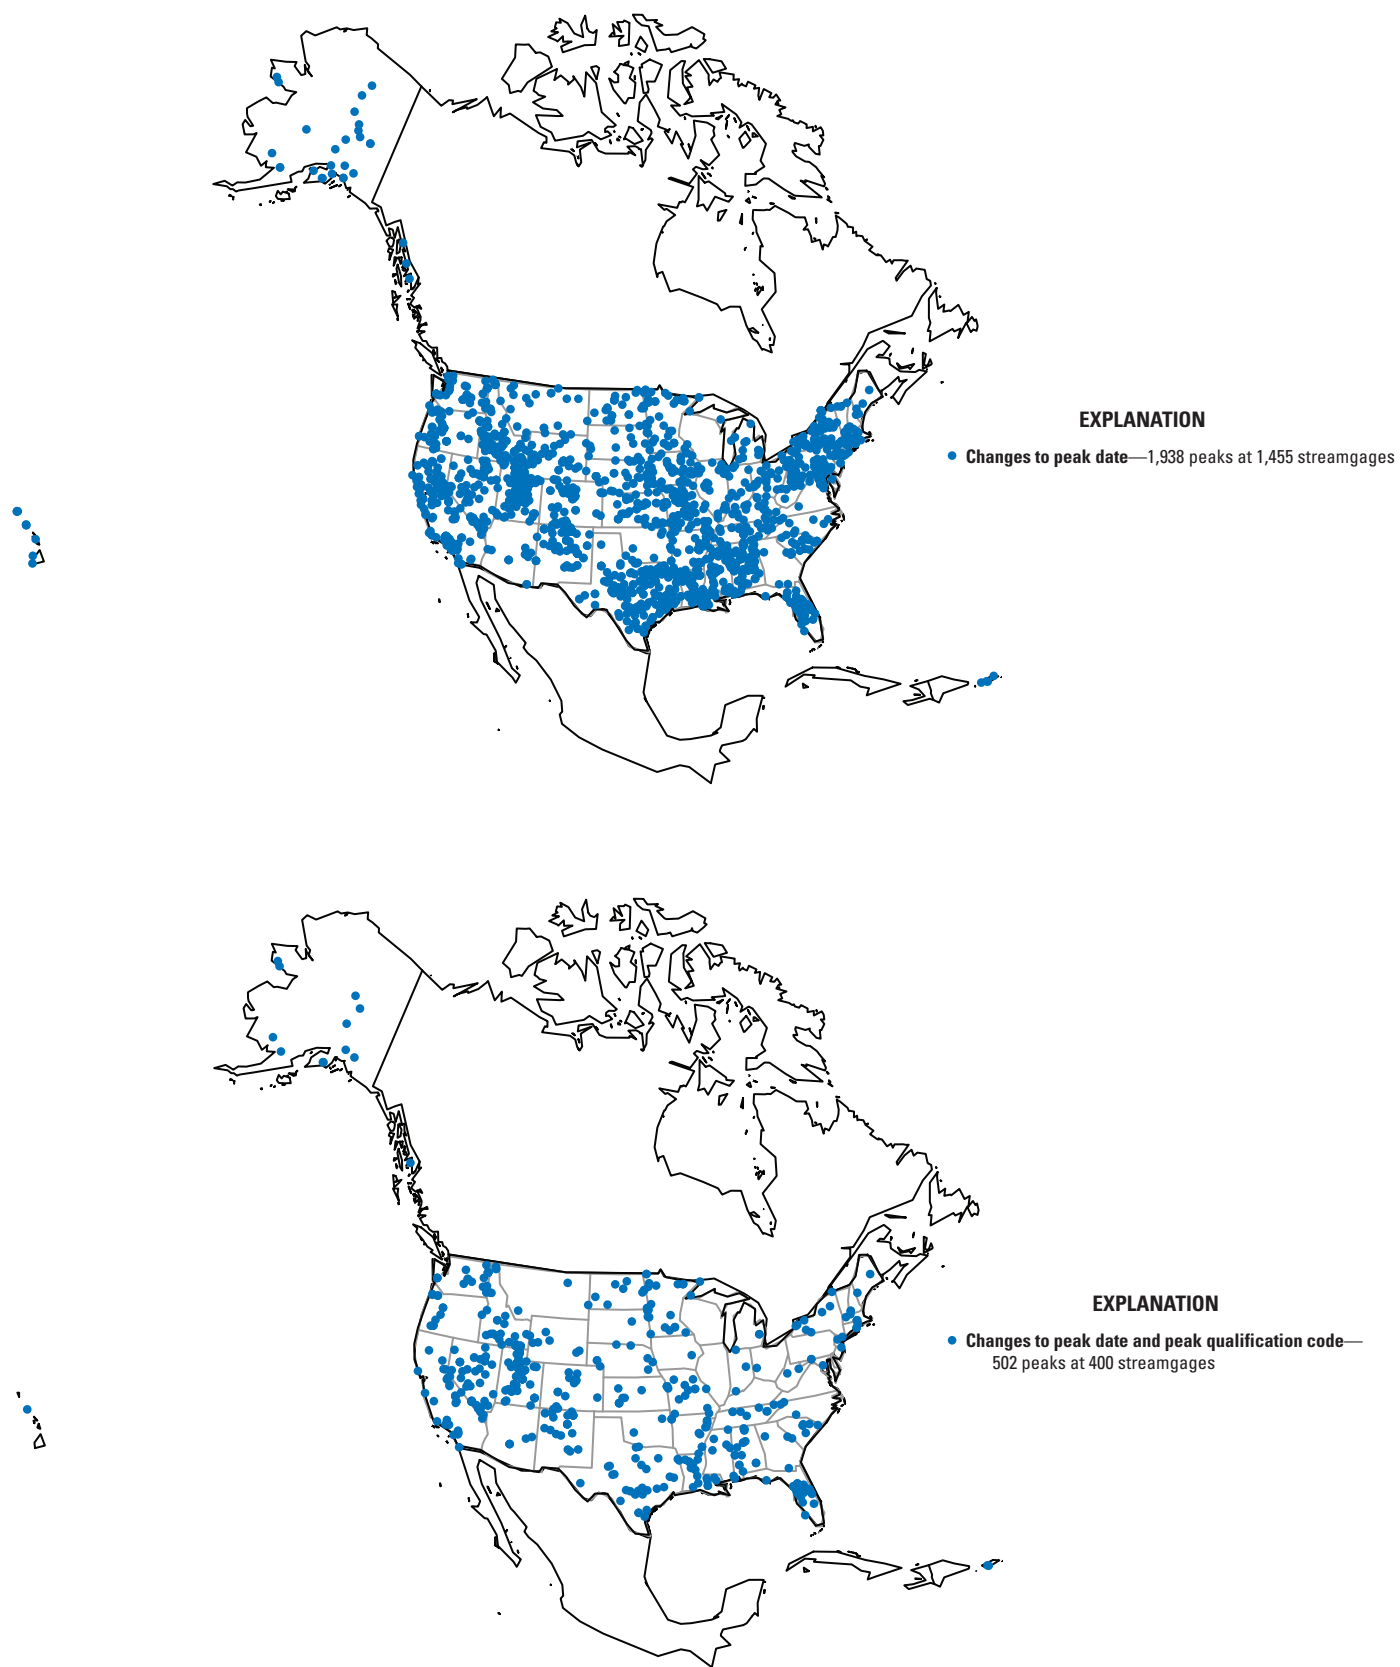 EXPLANATION
Changes to peak date—1,938 peaks at 1,455 streamgages
EXPLANATION
Changes to peak date and peak qualification code—
502 peaks at 400 streamgages